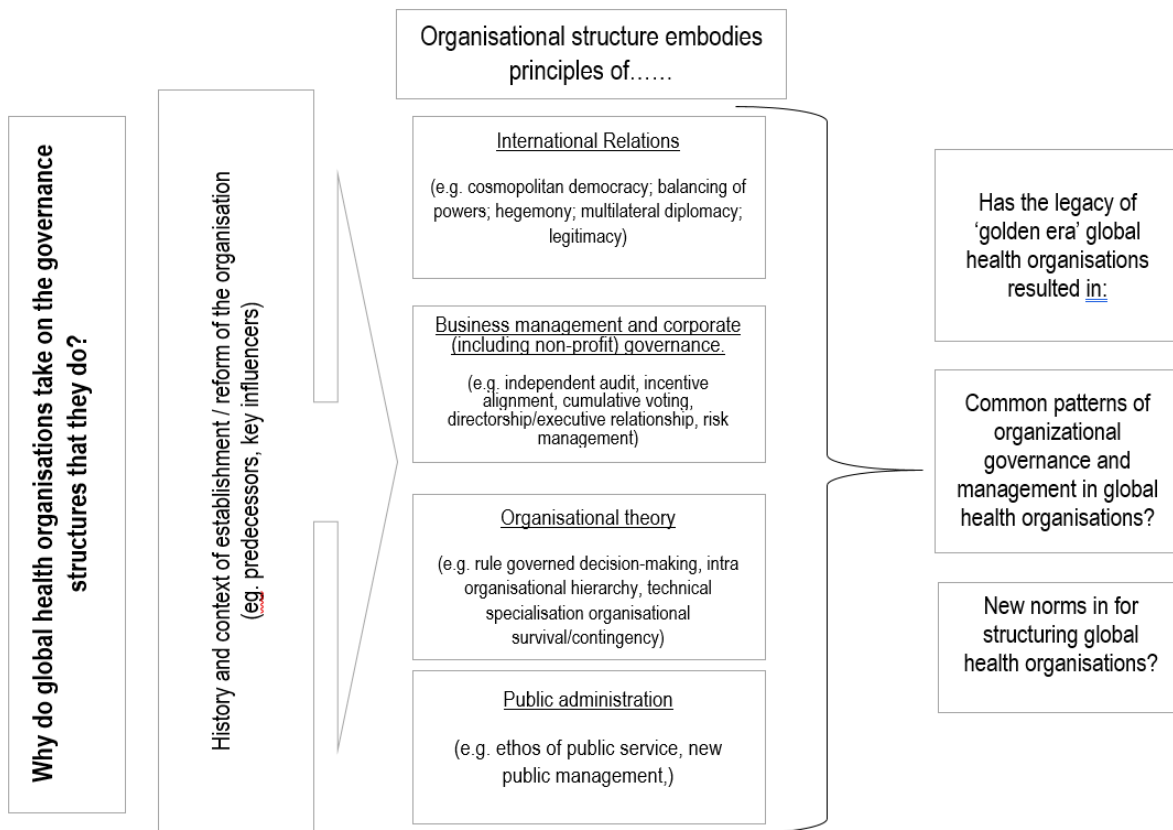 Why do global health organisations take on the governance
structures that they do?
History and context of establishment / reform of the organisation
(eg. predecessors, key influencers)
Organisational structure embodies
principles of......
International Relations
(e.g. cosmopolitan democracy; balancing of
powers; hegemony; multilateral diplomacy;
legitimacy)
Business management and corporate
(including non-profit) governance.
(e.g. independent audit, incentive
alignment, cumulative voting,
directorship/executive relationship, risk
management)
Organisational theory
(e.g. rule governed decision-making, intra
organisational hierarchy, technical
specialisation organisational
survival/contingency)
Public administration
(e.g. ethos of public service, new
public management,)
Has the legacy of
‘golden era’ global
health organisations
resulted in:
Common patterns of
organizational
governance and
management in global
health organisations?
New norms in for
structuring global
health organisations?